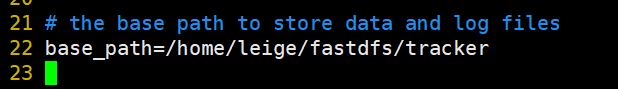 21 # the base path to store data and log files
22 base_path=/home/leige/fastdfs/tracker
23